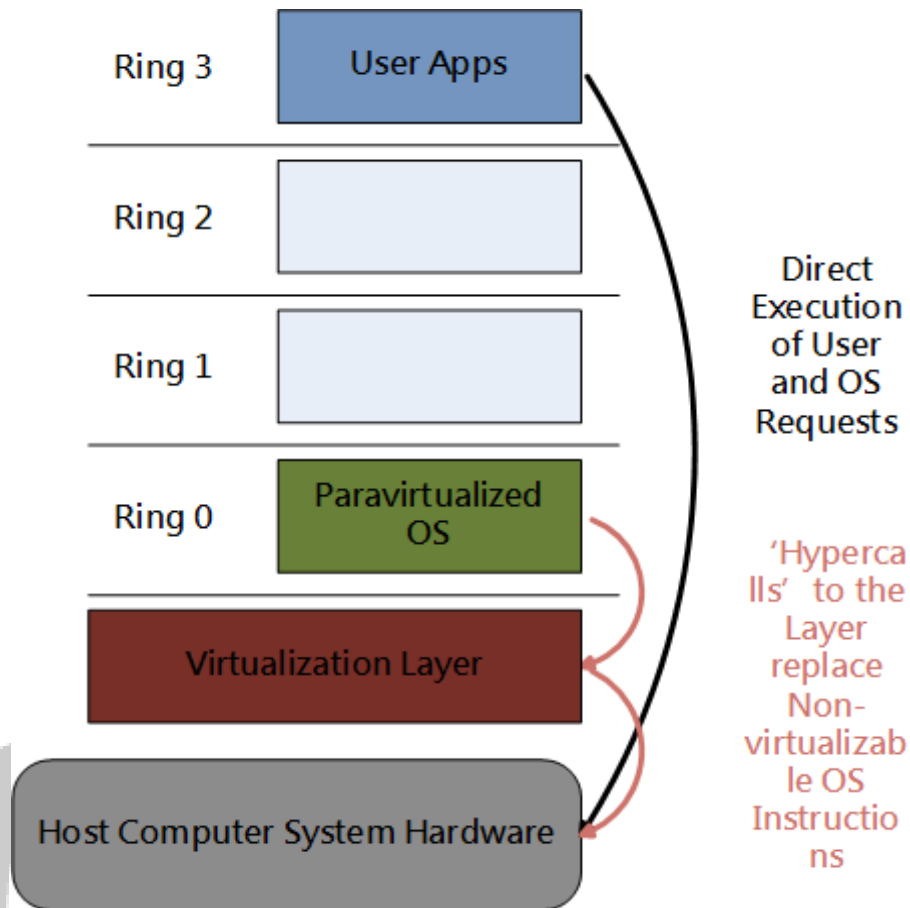 Ring 3
User Apps
Ring 2
Ring 1
Ring 0
Paravirtualized
OS
Virtualization Layer
Host Computer System Hardware
Direct
Execution
of User
and OS
Requests
‘Hyperca
lls’ to the
Layer
replace
Non-
virtualizab
le OS
Instructio
ns